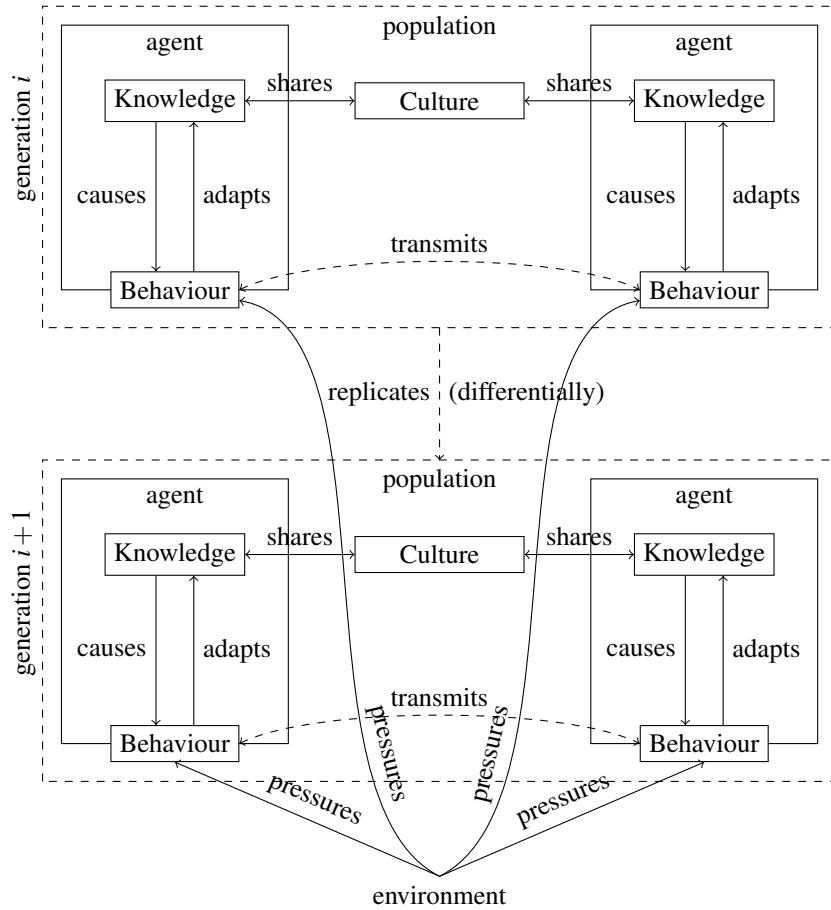 population
agent
agent
Knowledge
shares
Culture
shares
Knowledge
generation i
causes
adapts
causes
adapts
transmits
Behaviour
Behaviour
replicates
(differentially)
population
agent
agent
Knowledge
shares
Culture
shares
Knowledge
generation i+1
causes
adapts
causes
adapts
transmits
Behaviour
Behaviour
pressures
pressures
pressures
pressures
environment